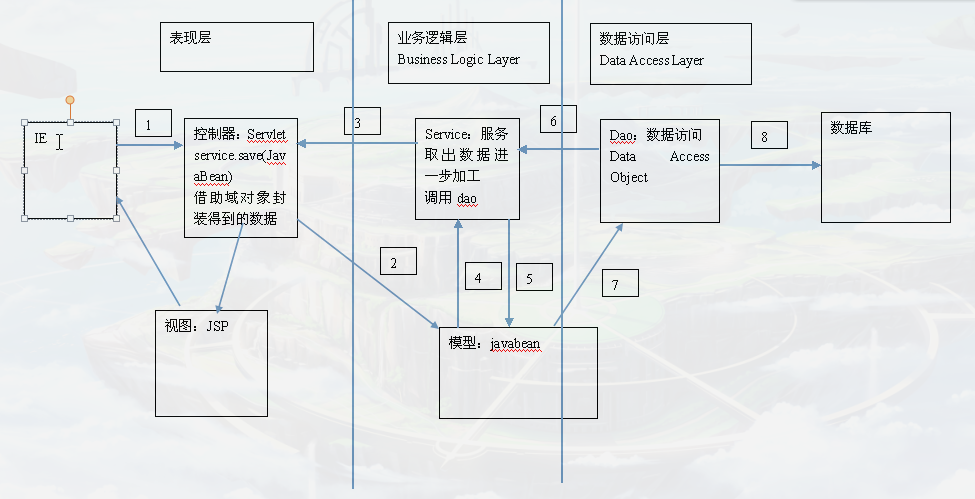 表现层
业务逻辑层
Business Logic Layer
数据访问层
Data Access Layer
IE
1
控制器：Servlet
service.save(Jav
aBean)
借助域对象封
装得到的数据
3
Service：服务
取出数据进
一步加工
调用 dao
6
Dao：数据访问
Data Access
Object
8
数据库
2
4
5
7
视图：JSP
模型：javabean